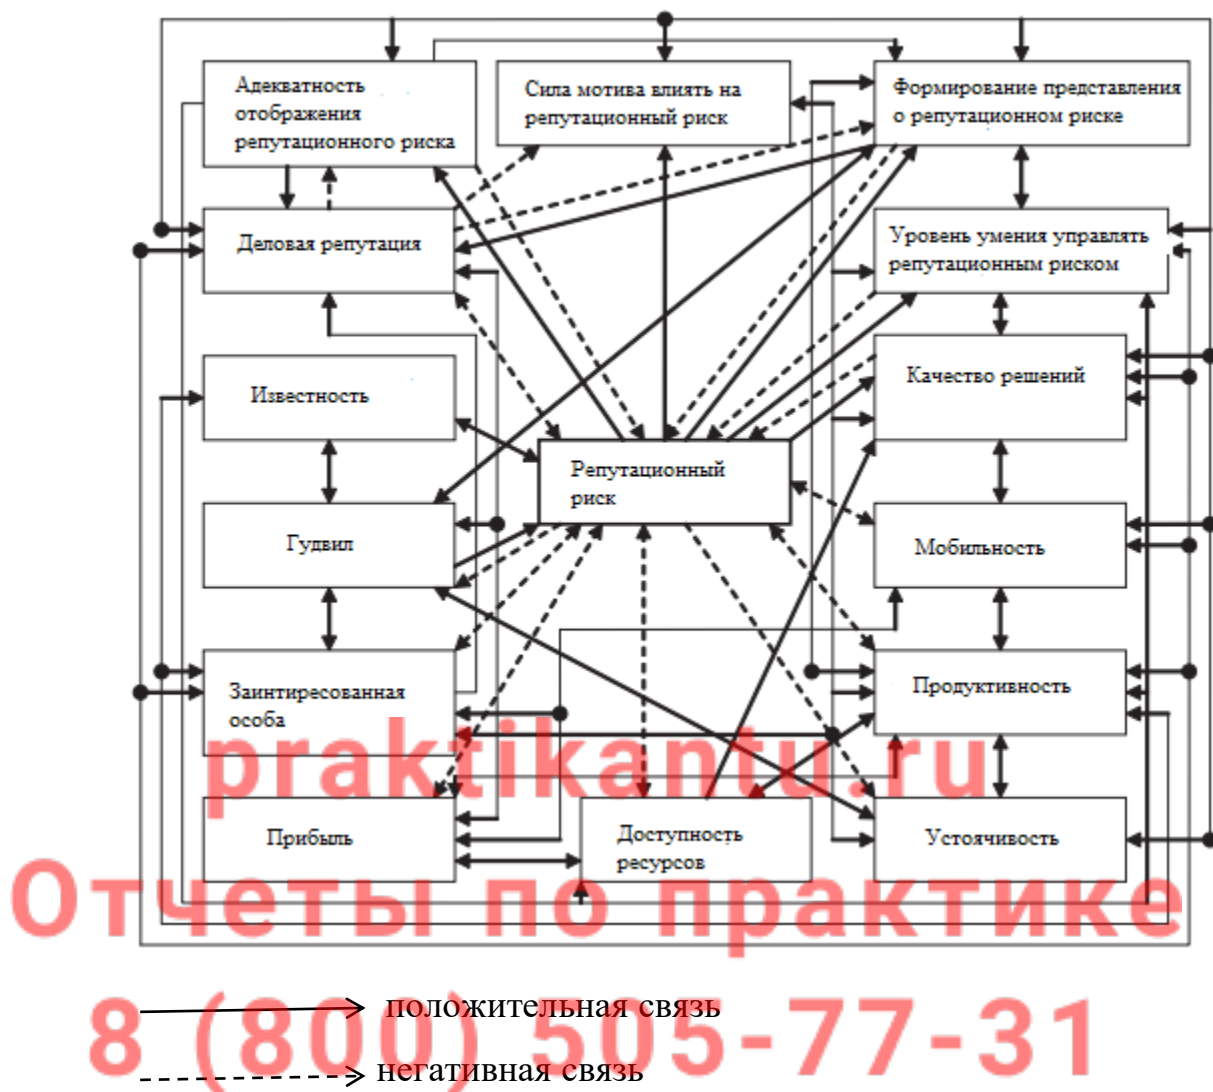 Адекватность
отображения
репутационного риска
Сила мотива влиять на
репутационный риск
Формирование представления
о репутационном риске
Деловая репутация
Уровень умения управлять
репутационным риском
Известность
Качество решений
Репутационный
риск
Гудвил
Мобильность
Заинтиресованная
особа
Продуктивность
praktikantu.ru
Прибыль
Доступность
ресурсов
Устоячивость
Отчеты по практике
положительная связь
8 (800) 505-77-31
негативная связь